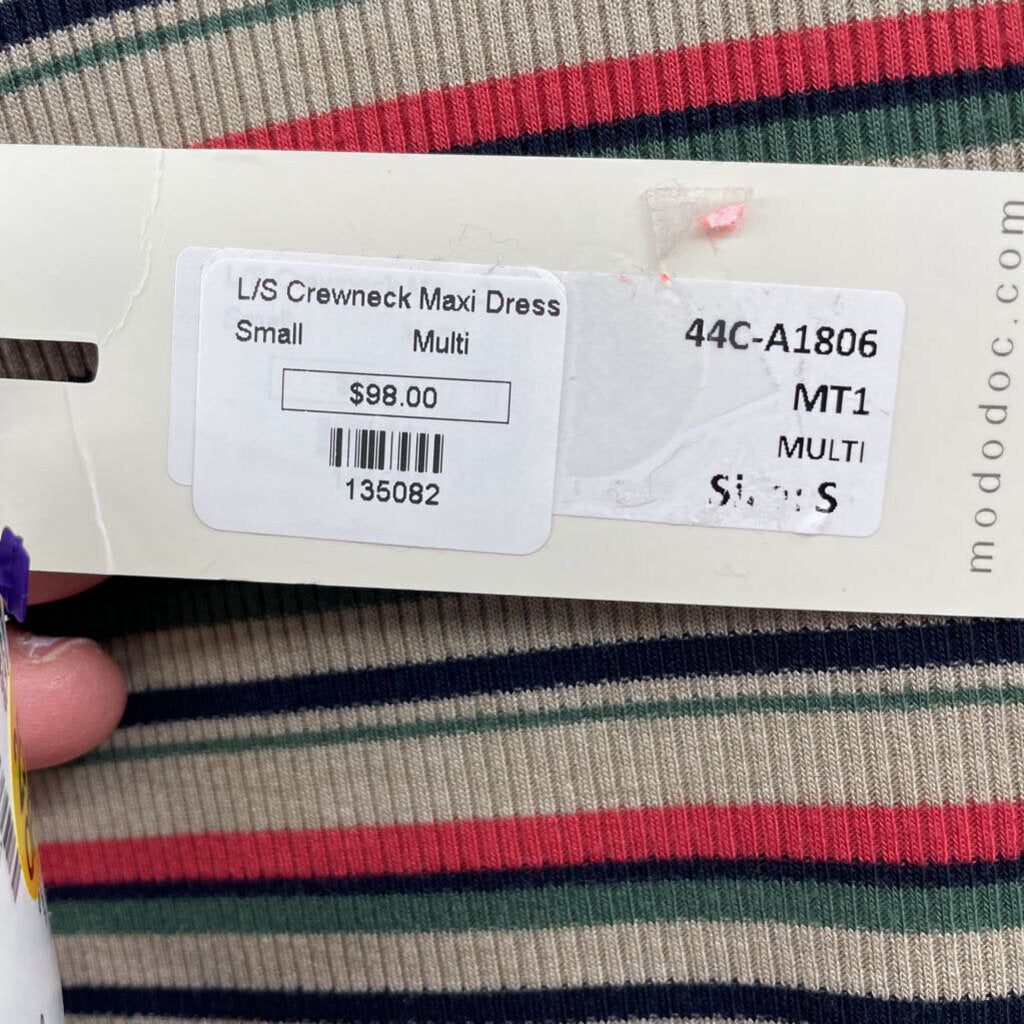 L/S Crewneck Maxi Dress
Small Multi
$98.00
135082
44C-A1806
MT1
MULTI
S
mododoc.com